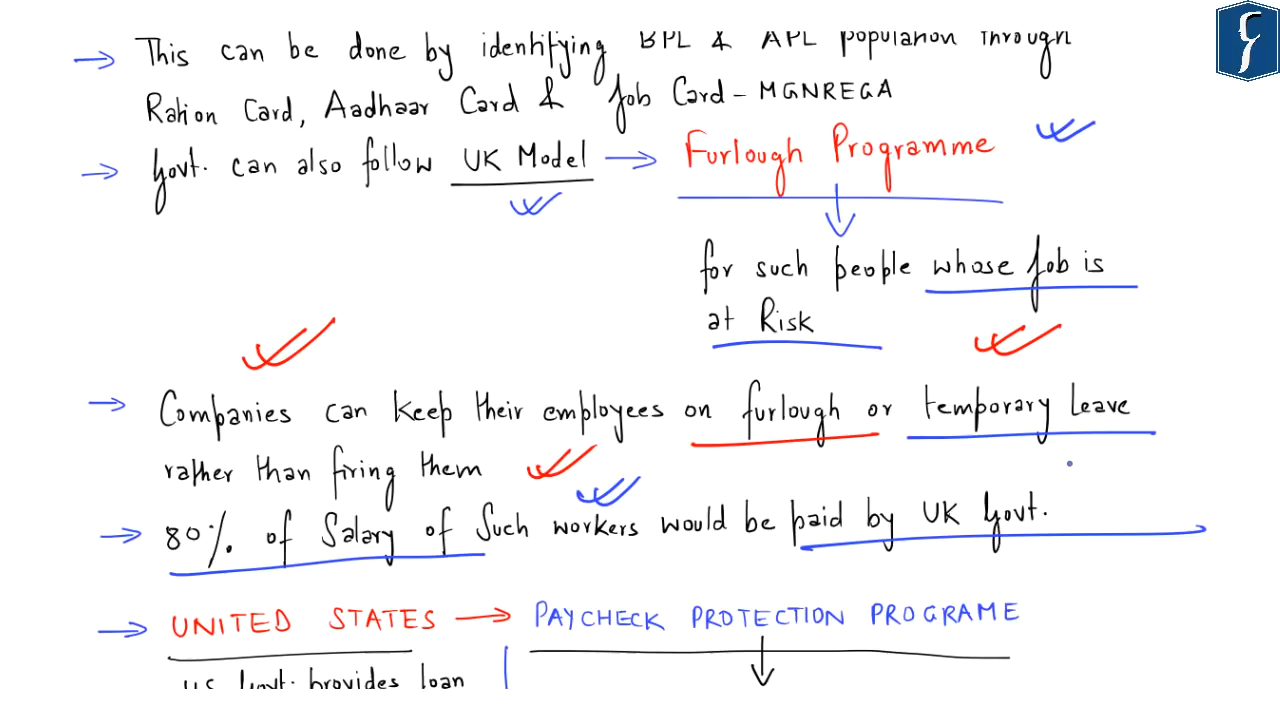 → This can be done by identifying BPL & APL population through
Ration Card, Aadhaar Card & Job Card - MGNREGA
→ Govt. can also follow UK Model → Furlough Programme
for such people whose Job is
at Risk
→ Companies can keep their employees on furlough or temporary leave
rather than firing them
→ 80% of Salary of Such workers would be paid by UK Govt.
→ UNITED STATES → PAYCHECK PROTECTION PROGRAME
US Govt. provides loan